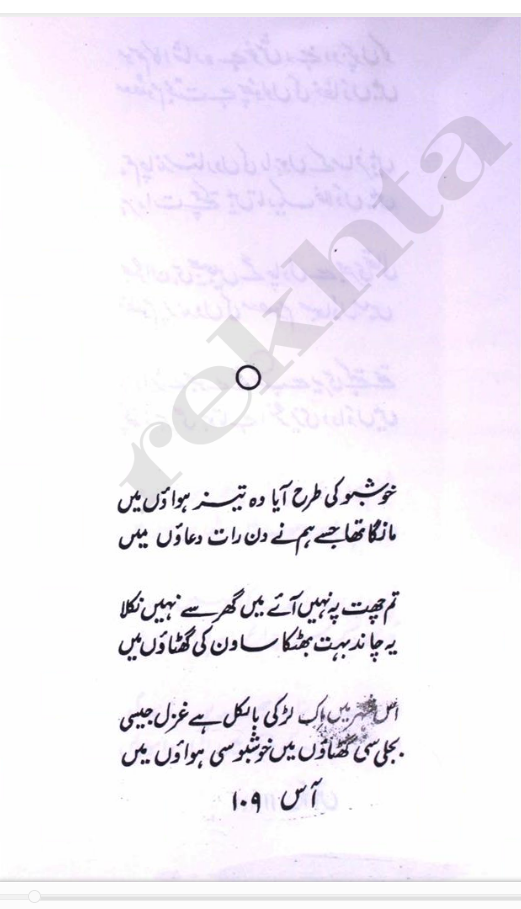 rekhta
خوشبو کی طرح آیا وہ تیز ہواؤں میں
مانگا تھا جسے ہم نے دن رات دعاؤں میں
تم چھت پہ نہیں آئے میں گھر سے نہیں نکلا
یہ چاند بہت بھٹکا ساون کی گھٹاؤں میں
اس شہر میں اِک لڑکی بالکل ہے غزل جیسی
بجلی سی گھٹاؤں میں خوشبو سی ہواؤں میں
آس ۱۰۹